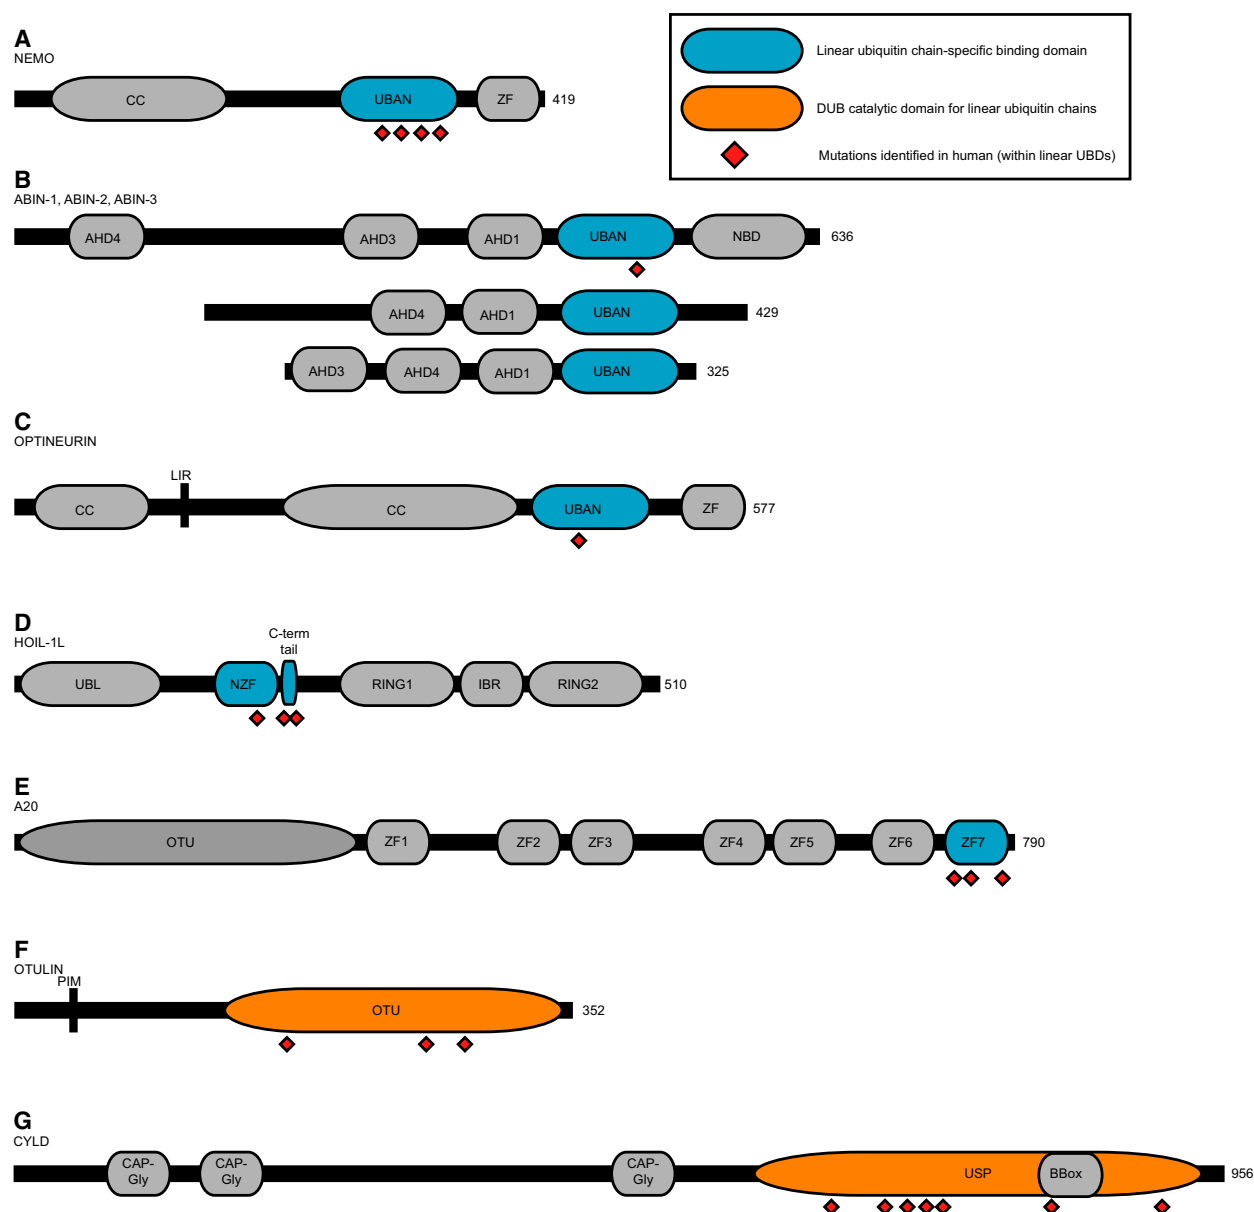 A
NEMO
CC
UBAN
ZF
419
Linear ubiquitin chain-specific binding domain
DUB catalytic domain for linear ubiquitin chains
Mutations identified in human (within linear UBDs)
B
ABIN-1, ABIN-2, ABIN-3
AHD4
AHD3
AHD1
UBAN
NBD
636
AHD4
AHD1
UBAN
429
AHD3
AHD4
AHD1
UBAN
325
C
OPTINEURIN
LIR
CC
CC
UBAN
ZF
577
D
HOIL-1L
C-term
tail
UBL
NZF
RING1
IBR
RING2
510
E
A20
OTU
ZF1
ZF2
ZF3
ZF4
ZF5
ZF6
ZF7
790
F
OTULIN
PIM
OTU
352
G
CYLD
CAP-
Gly
CAP-
Gly
CAP-
Gly
USP
BBox
956